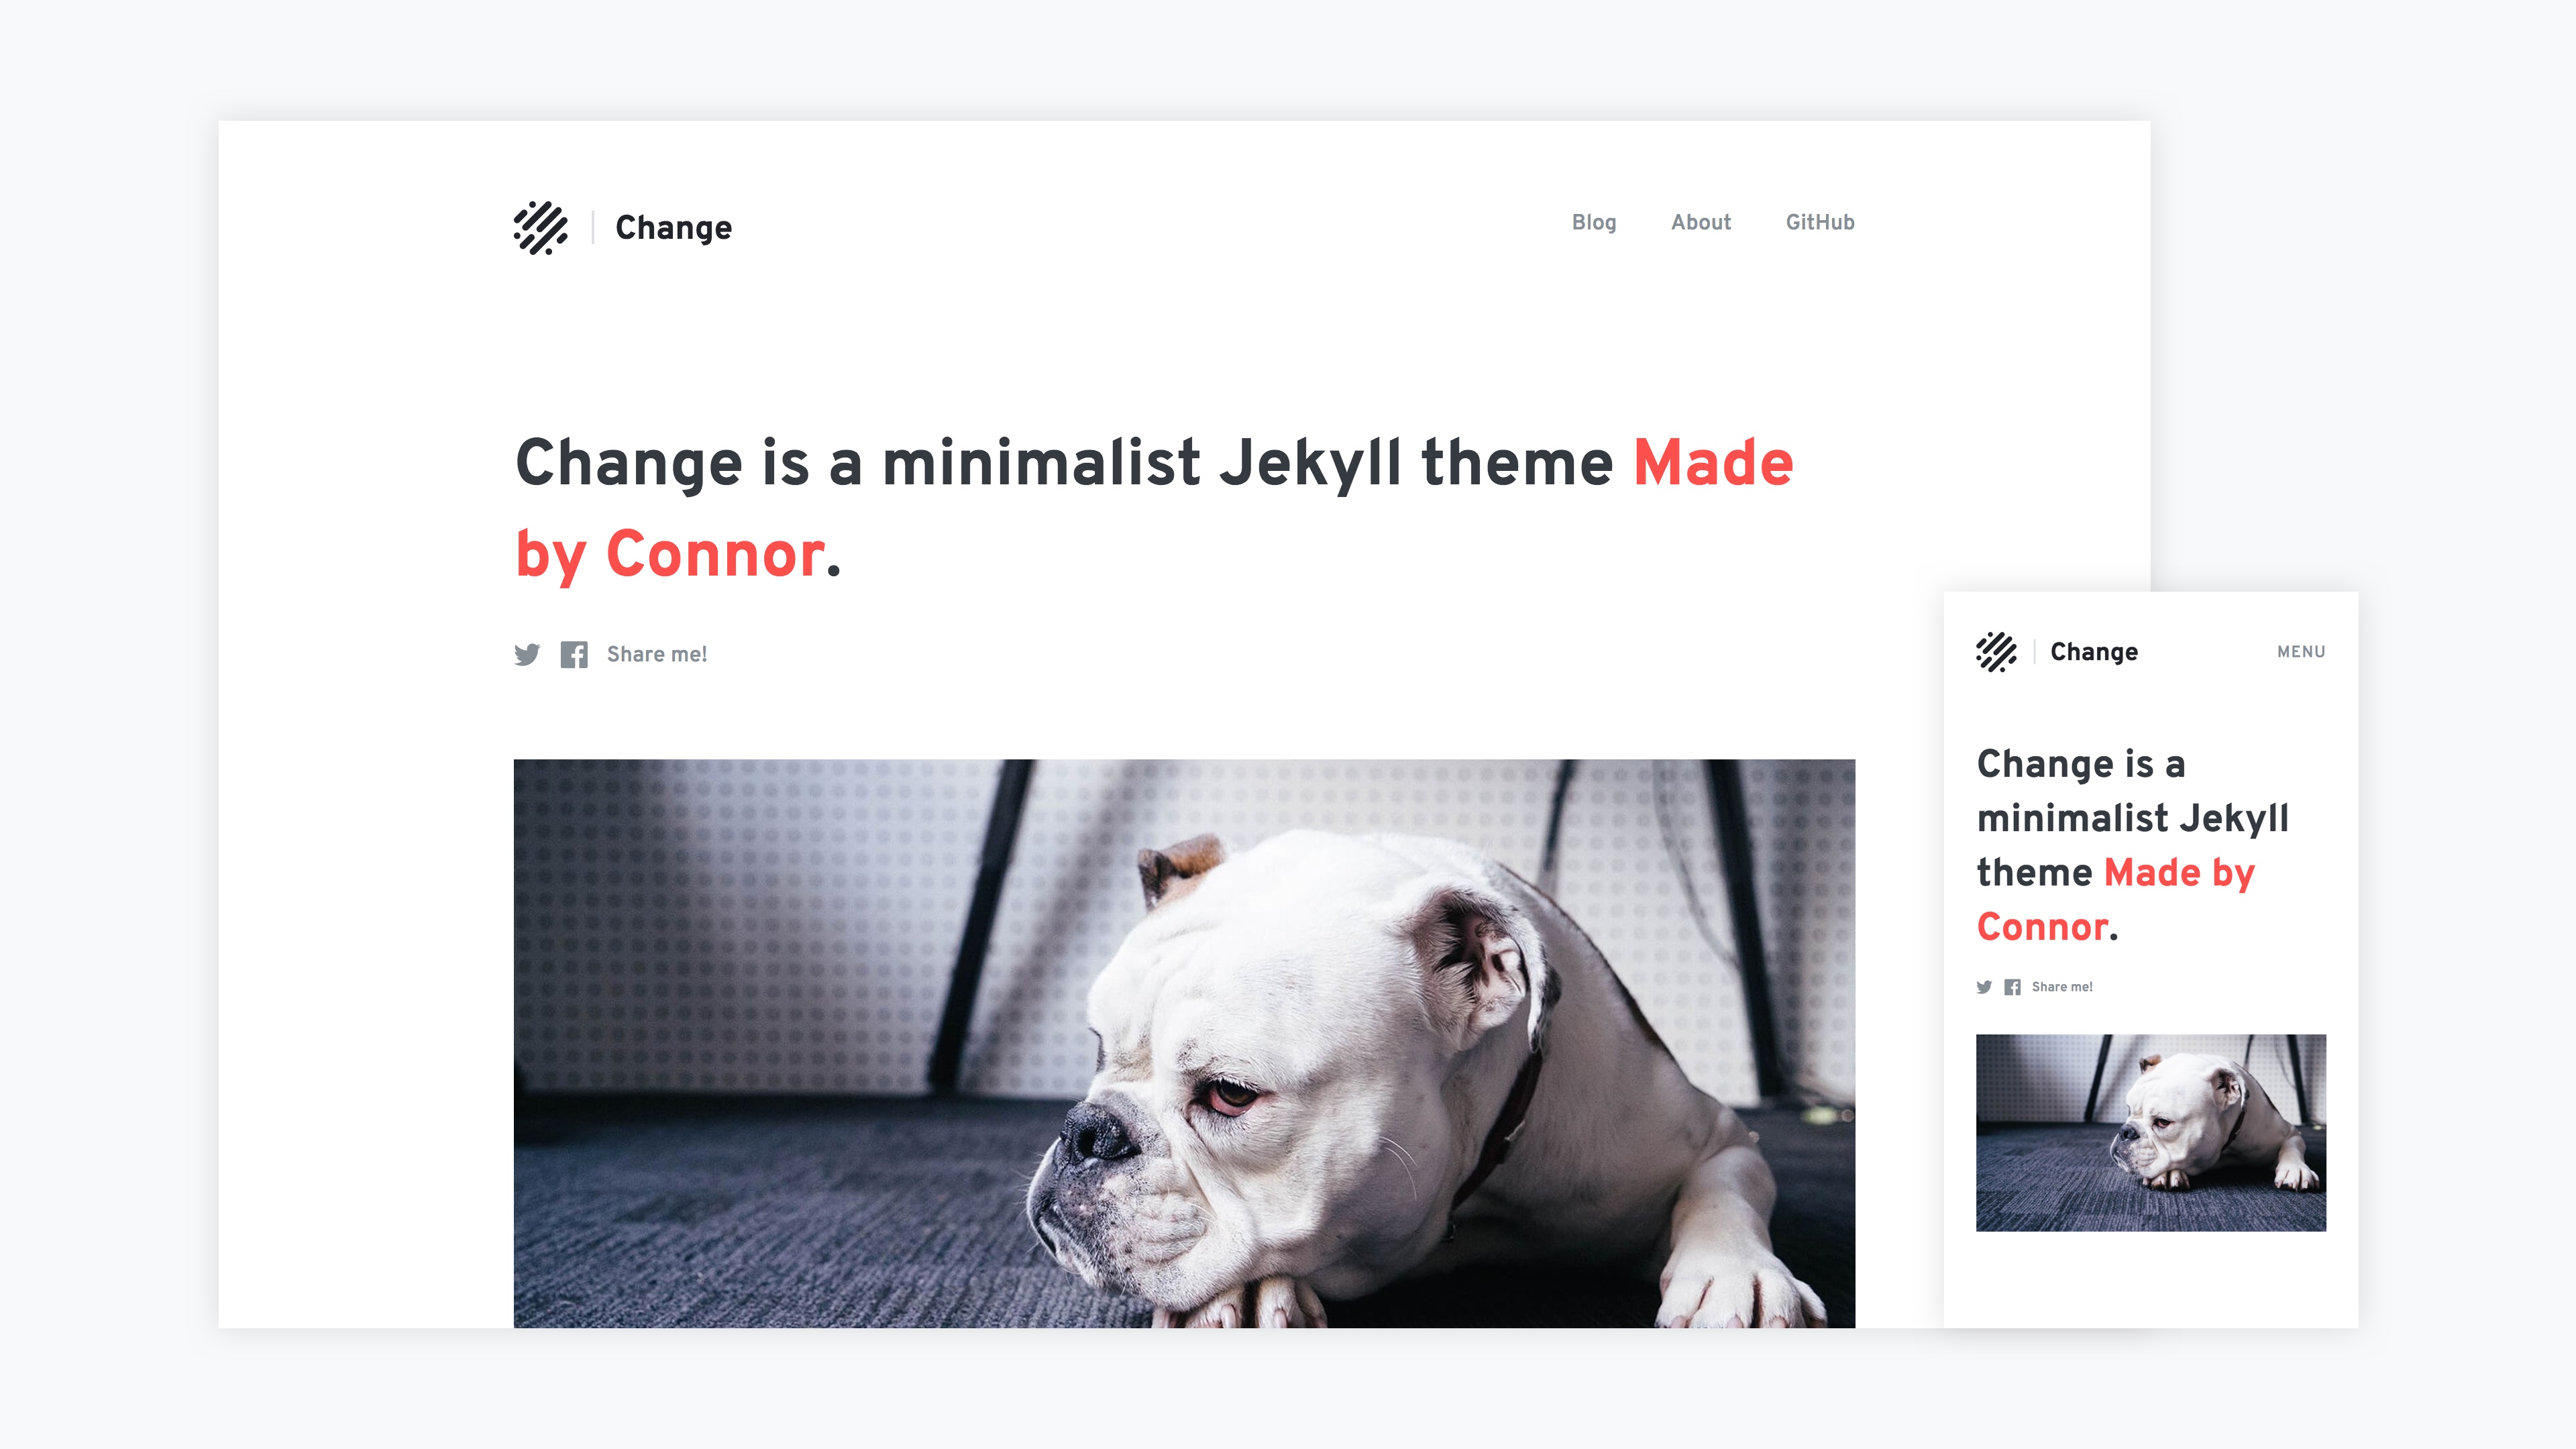 Change
Blog About GitHub
Change is a minimalist Jekyll theme Made
by Connor.
Share me!
Change
MENU
Change is a
minimalist Jekyll
theme Made by
Connor.
Share me!